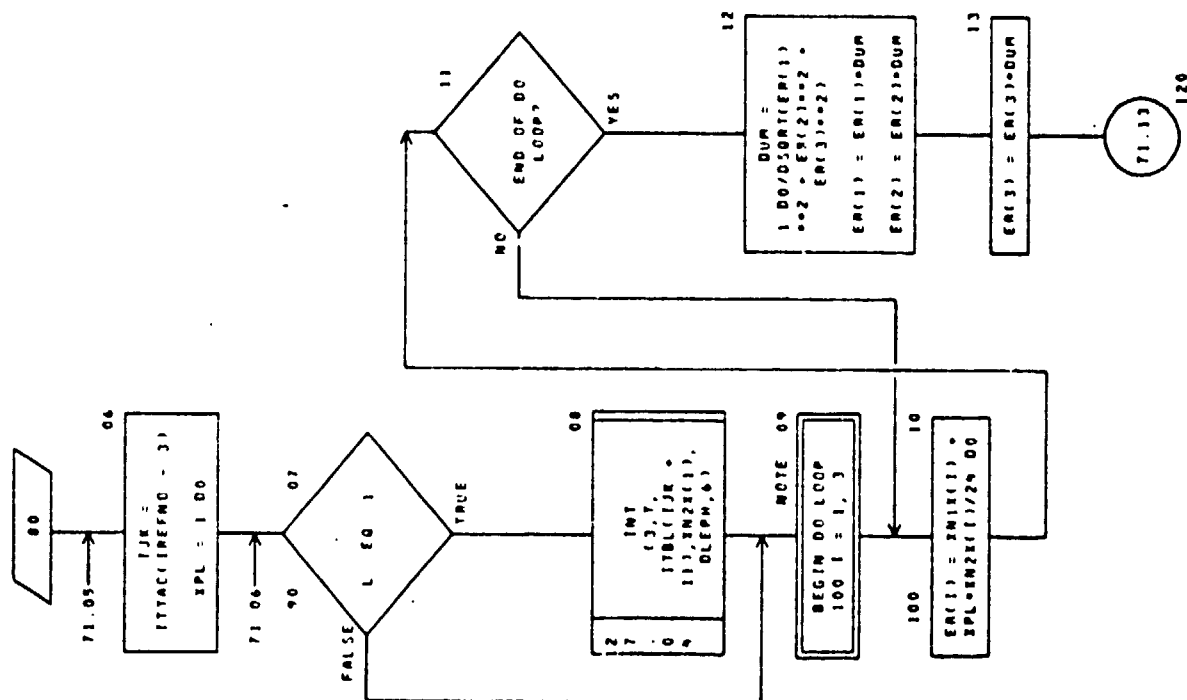 80
71.05
06
IJK =
ITTAC(IREFNO - 3)
XPL = 1 D0
71.06
90
07
L EQ 1
FALSE
TRUE
08
INT
(3,T,
ITBL(IJK +
1),XN2X(1),
DLEPH,6)
127.04
NOTE 09
BEGIN DO LOOP
100 I = 1, 3
100
10
ER(I) = XN1X(I) +
XPL*XN2X(I)/24 D0
11
END OF DO
LOOP?
NO
YES
12
DUM =
1 D0/DSQRT(ER(1)
**2 + ER(2)**2 +
ER(3)**2)
ER(1) = ER(1)*DUM
ER(2) = ER(2)*DUM
13
ER(3) = ER(3)*DUM
71.13
120